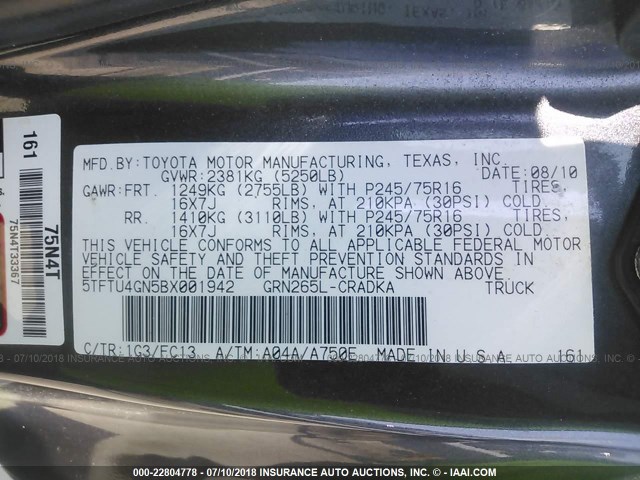 MFD.BY:TOYOTA MOTOR MANUFACTURING, TEXAS, INC.
GVWR:2381KG (5250LB) DATE: 08/10
GAWR:FRT. 1249KG (2755LB) WITH P245/75R16 TIRES,
16X7J RIMS, AT 210KPA (30PSI) COLD.
RR. 1410KG (3110LB) WITH P245/75R16 TIRES,
16X7J RIMS, AT 210KPA (30PSI) COLD.
THIS VEHICLE CONFORMS TO ALL APPLICABLE FEDERAL MOTOR
VEHICLE SAFETY AND THEFT PREVENTION STANDARDS IN
EFFECT ON THE DATE OF MANUFACTURE SHOWN ABOVE.
5TFTU4GN5BX001942 GRN265L-CRADKA TRUCK
C/TR:1G3/FC13 A/TM:A04A/A750E MADE IN U.S.A. 161
161
75N4T
75N4T33367
000-22804778 - 07/10/2018 INSURANCE AUTO AUCTIONS, INC. - © - IAAI.COM